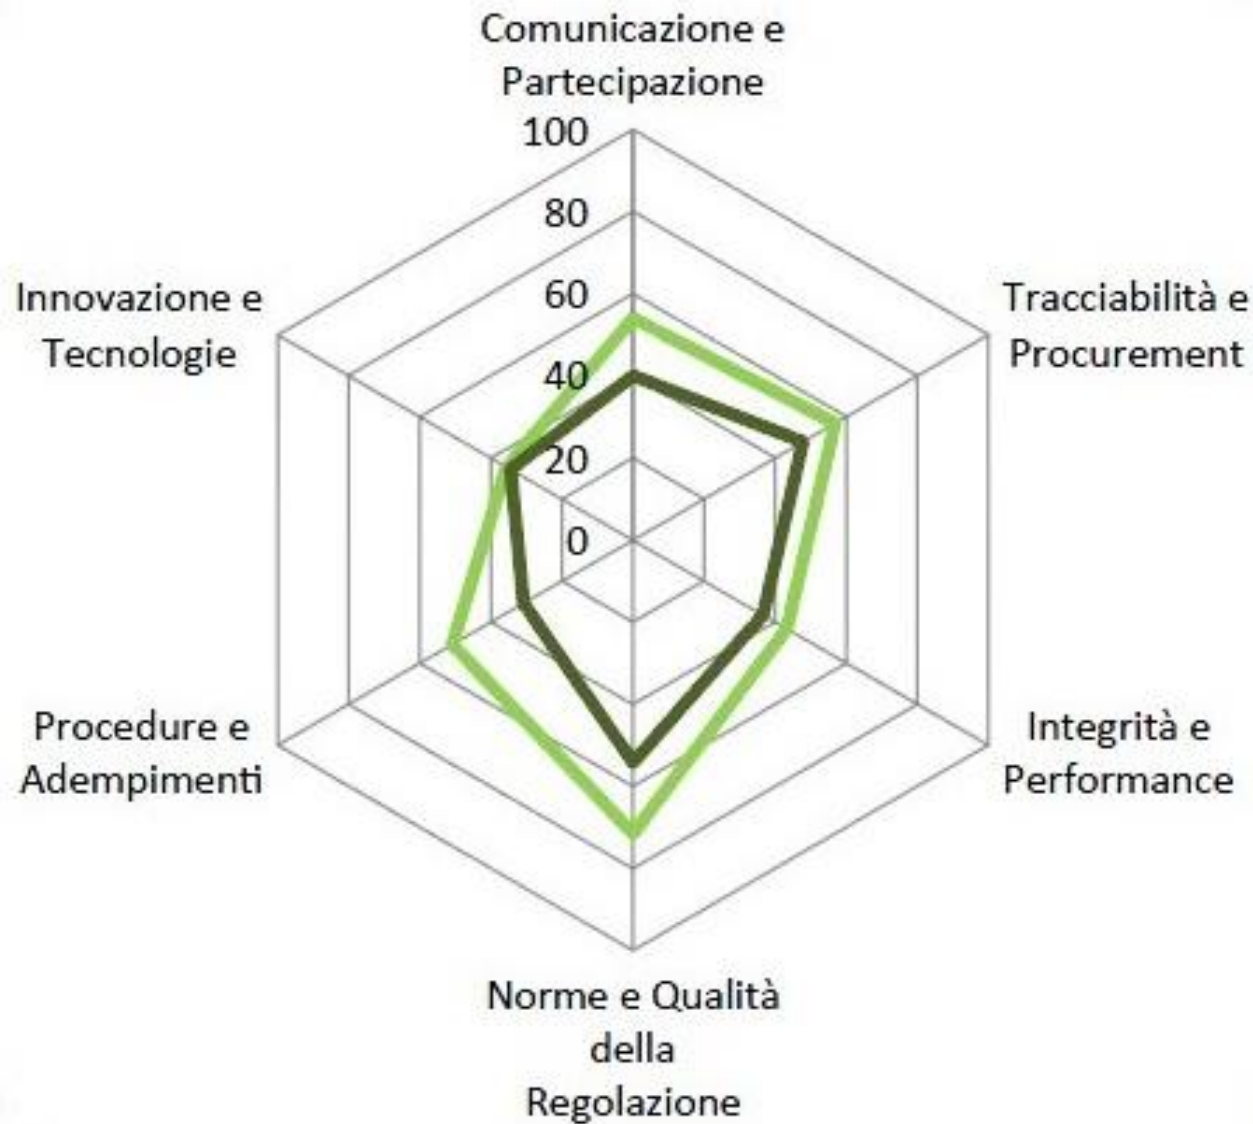 Comunicazione e
Partecipazione
100
80
60
40
20
0
Innovazione e
Tecnologie
Tracciabilità e
Procurement
Procedure e
Adempimenti
Integrità e
Performance
Norme e Qualità
della
Regolazione